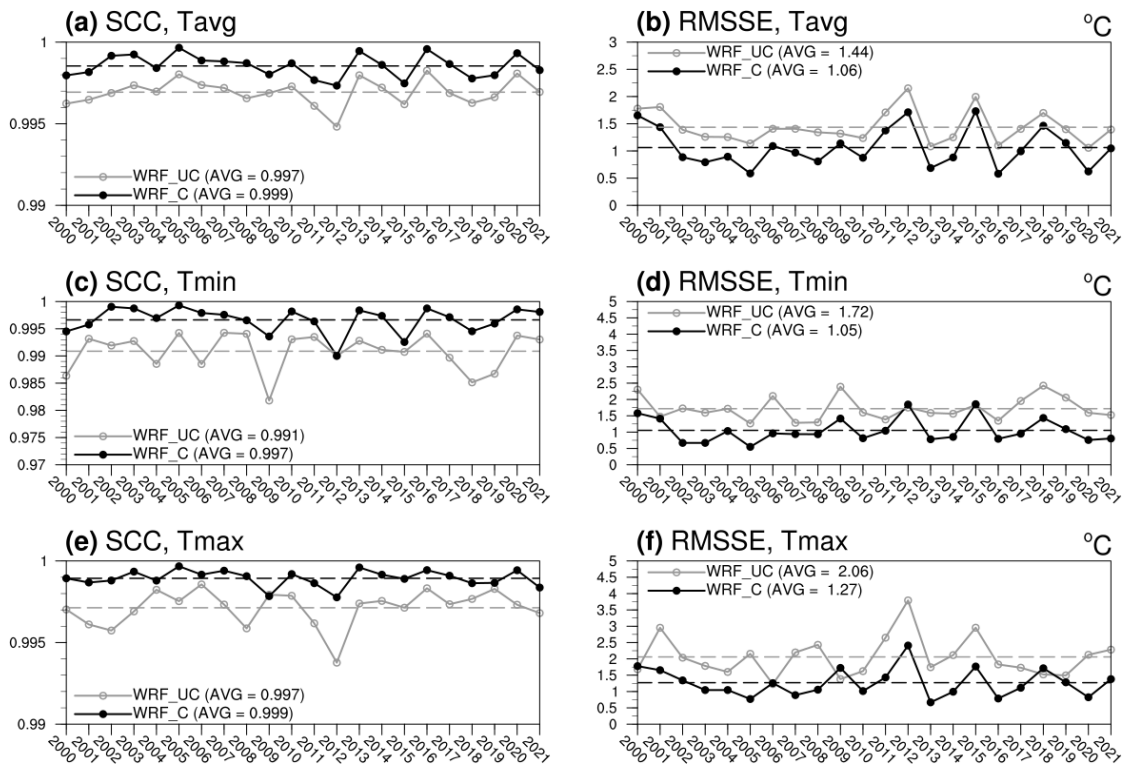 (a) SCC, Tavg
1
0.995
0.99
WRF_UC (AVG = 0.997)
WRF_C (AVG = 0.999)
2000 2001 2002 2003 2004 2005 2006 2007 2008 2009 2010 2011 2012 2013 2014 2015 2016 2017 2018 2019 2020 2021
(b) RMSSE, Tavg °C
3
2.5
2
1.5
1
0.5
0
WRF_UC (AVG = 1.44)
WRF_C (AVG = 1.06)
2000 2001 2002 2003 2004 2005 2006 2007 2008 2009 2010 2011 2012 2013 2014 2015 2016 2017 2018 2019 2020 2021
(c) SCC, Tmin
1
0.995
0.99
0.985
0.98
0.975
0.97
WRF_UC (AVG = 0.991)
WRF_C (AVG = 0.997)
2000 2001 2002 2003 2004 2005 2006 2007 2008 2009 2010 2011 2012 2013 2014 2015 2016 2017 2018 2019 2020 2021
(d) RMSSE, Tmin °C
5
4.5
4
3.5
3
2.5
2
1.5
1
0.5
0
WRF_UC (AVG = 1.72)
WRF_C (AVG = 1.05)
2000 2001 2002 2003 2004 2005 2006 2007 2008 2009 2010 2011 2012 2013 2014 2015 2016 2017 2018 2019 2020 2021
(e) SCC, Tmax
1
0.995
0.99
WRF_UC (AVG = 0.997)
WRF_C (AVG = 0.999)
2000 2001 2002 2003 2004 2005 2006 2007 2008 2009 2010 2011 2012 2013 2014 2015 2016 2017 2018 2019 2020 2021
(f) RMSSE, Tmax °C
5
4.5
4
3.5
3
2.5
2
1.5
1
0.5
0
WRF_UC (AVG = 2.06)
WRF_C (AVG = 1.27)
2000 2001 2002 2003 2004 2005 2006 2007 2008 2009 2010 2011 2012 2013 2014 2015 2016 2017 2018 2019 2020 2021